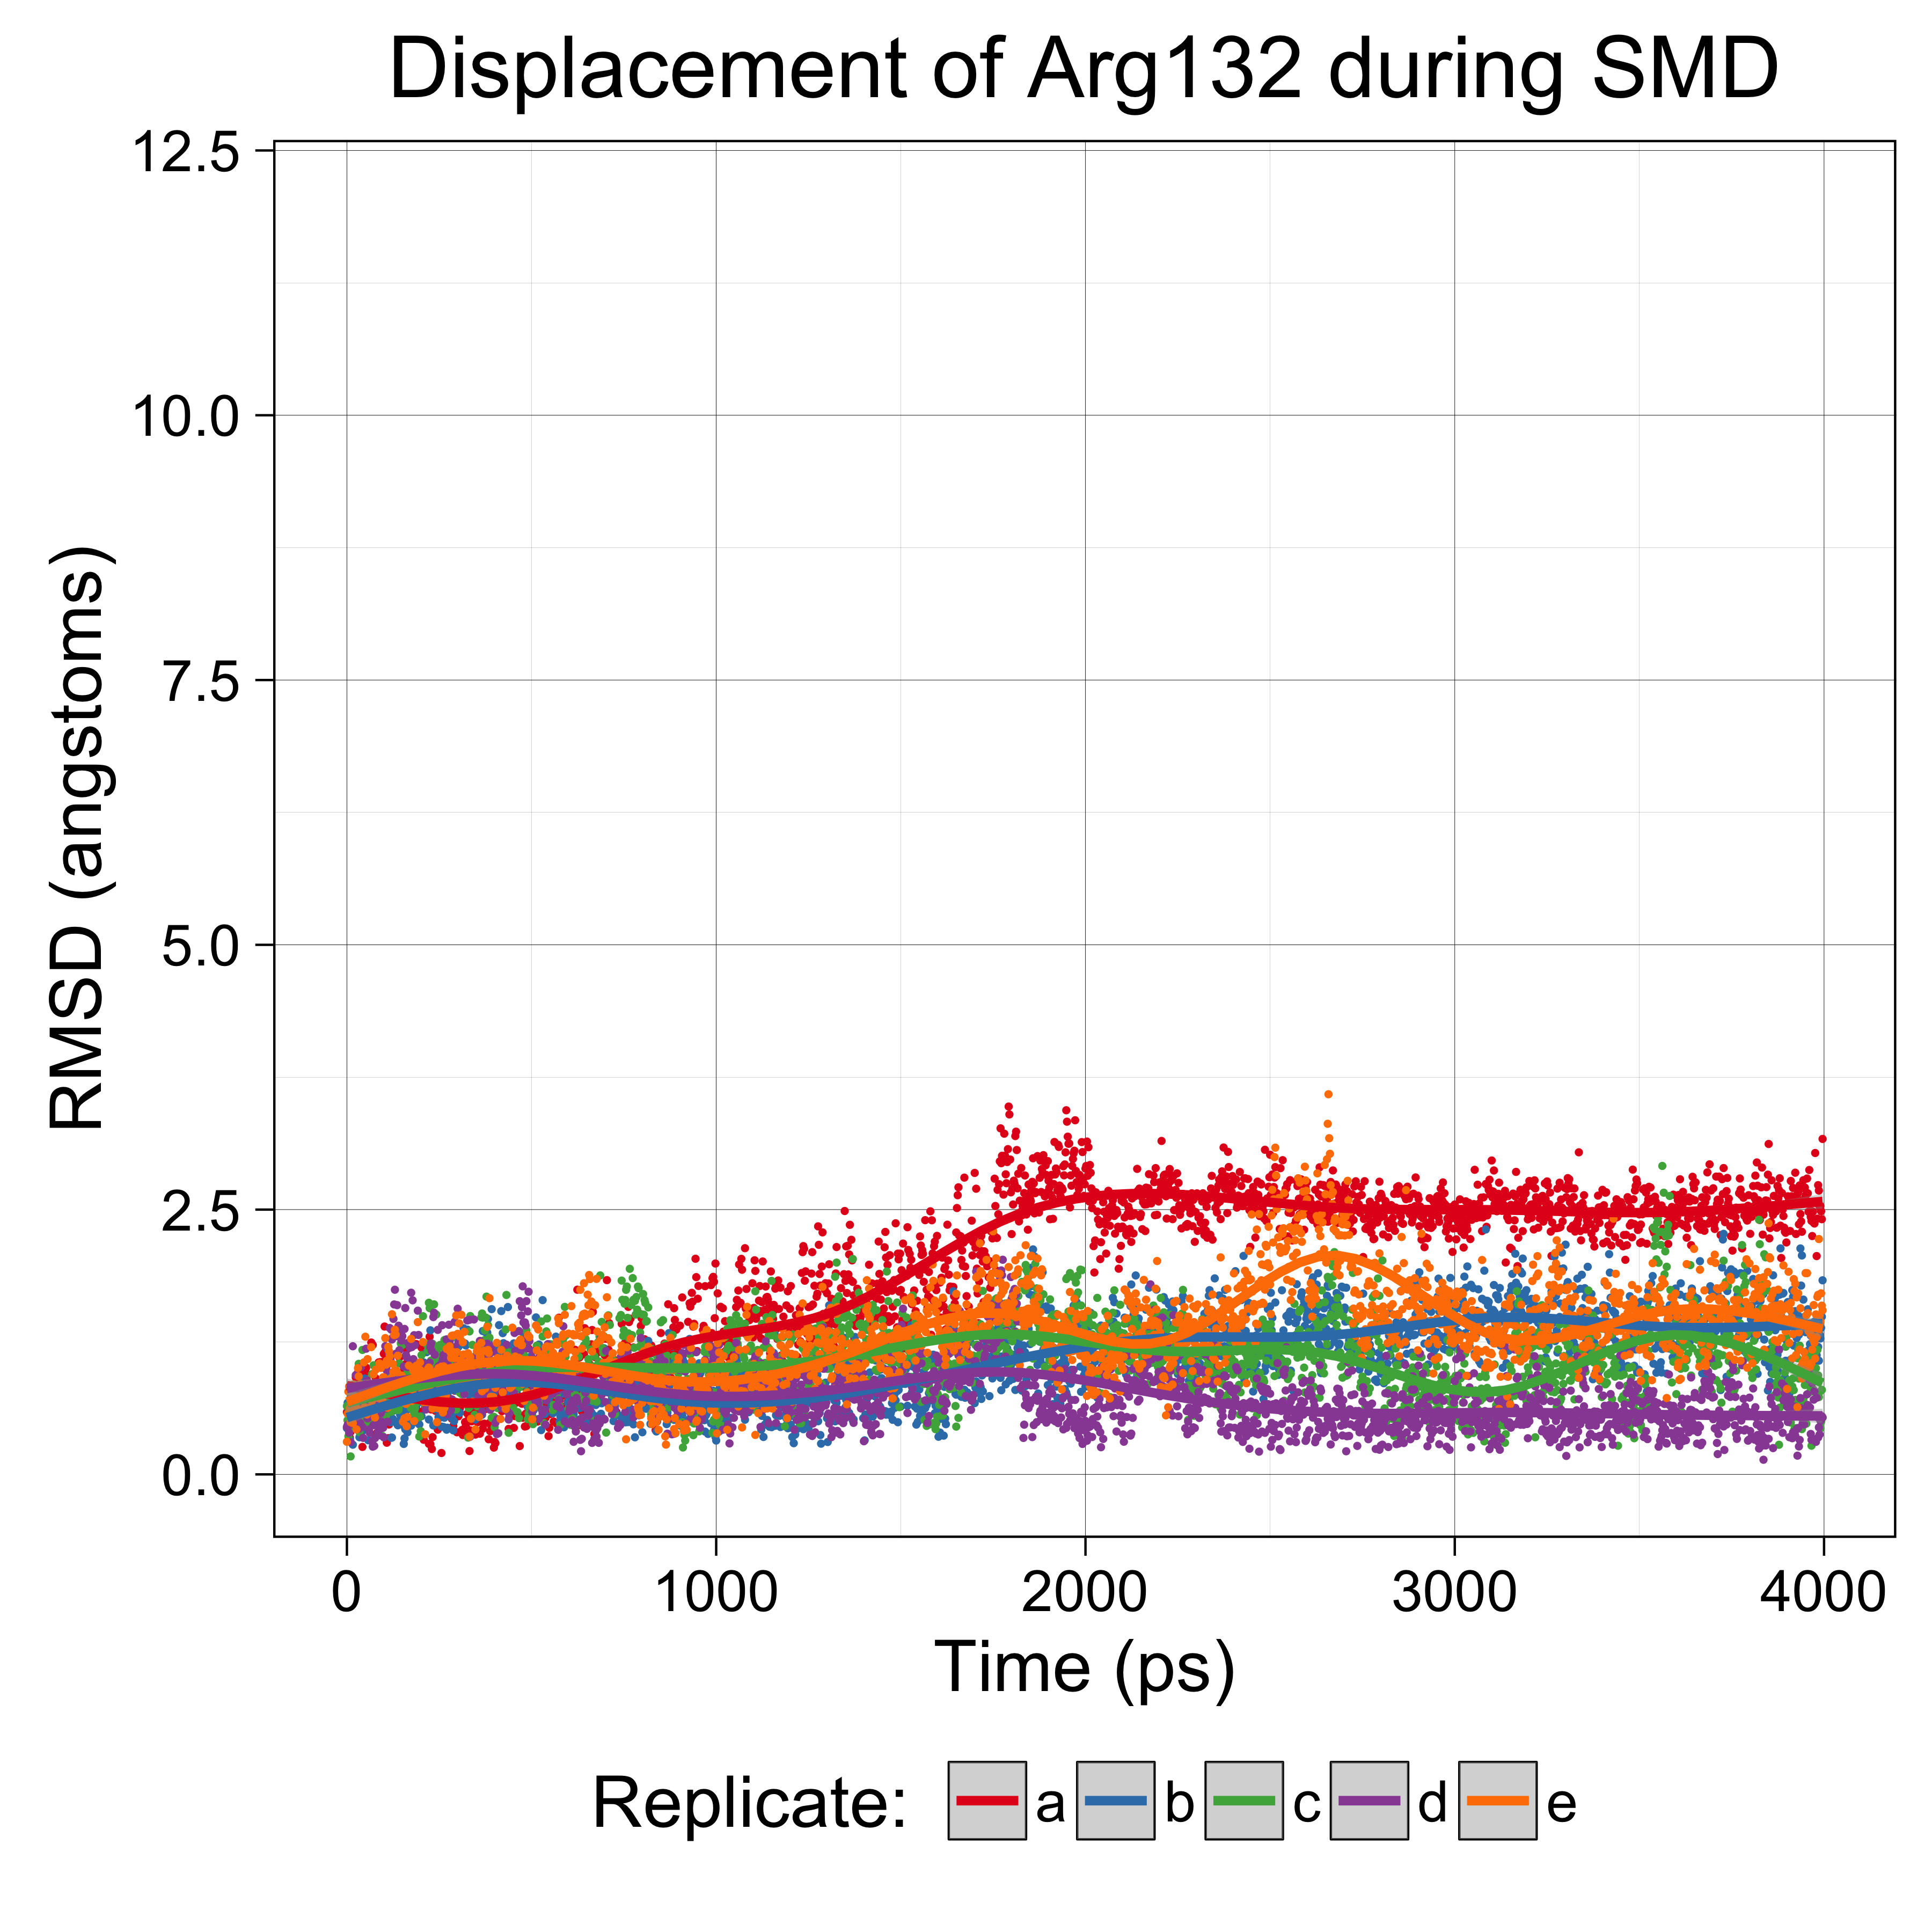 Displacement of Arg132 during SMD
12.5
10.0
7.5
5.0
2.5
0.0
RMSD (angstoms)
0 1000 2000 3000 4000
Time (ps)
Replicate: a b c d e